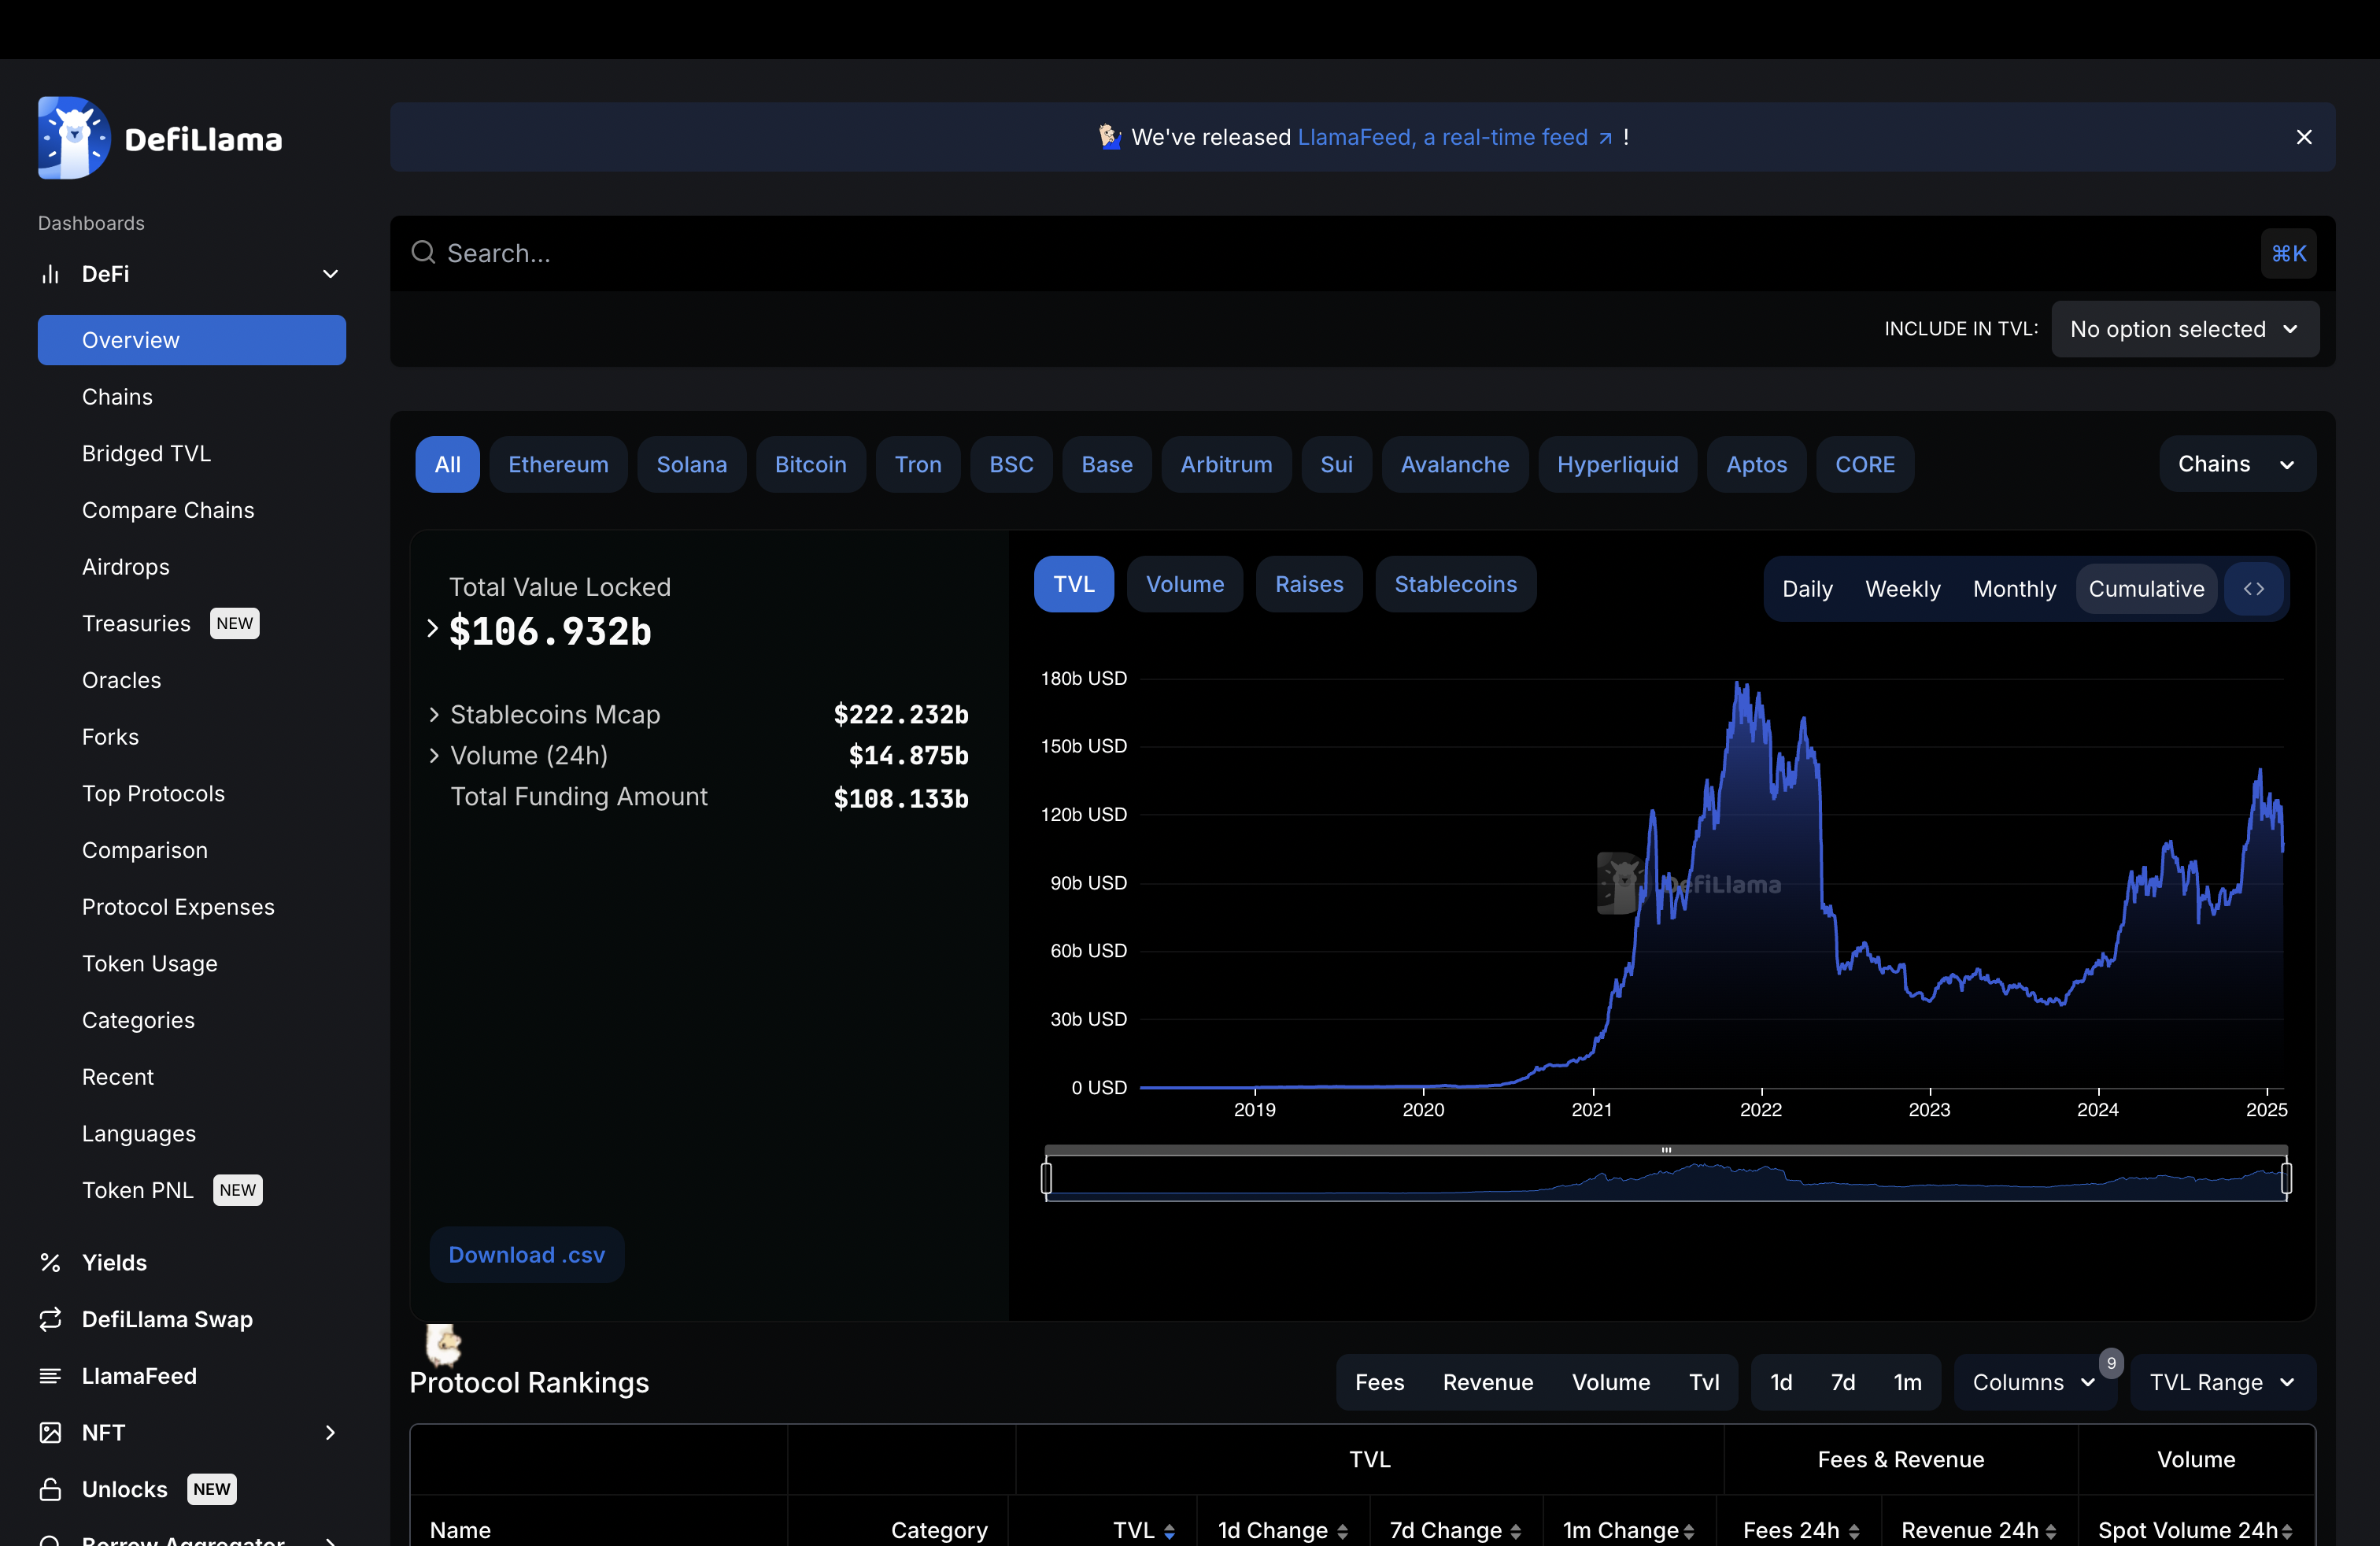 DefiLlama
Dashboards
DeFi
Overview
Chains
Bridged TVL
Compare Chains
Airdrops
Treasuries NEW
Oracles
Forks
Top Protocols
Comparison
Protocol Expenses
Token Usage
Categories
Recent
Languages
Token PNL NEW
Yields
DefiLlama Swap
LlamaFeed
NFT
Unlocks NEW
Borrow Aggregator
We've released LlamaFeed, a real-time feed !
Search...
⌘K
INCLUDE IN TVL: No option selected
All Ethereum Solana Bitcoin Tron BSC Base Arbitrum Sui Avalanche Hyperliquid Aptos CORE Chains
Total Value Locked
$106.932b
Stablecoins Mcap $222.232b
Volume (24h) $14.875b
Total Funding Amount $108.133b
Download .csv
TVL Volume Raises Stablecoins
Daily Weekly Monthly Cumulative <>
180b USD
150b USD
120b USD
90b USD
60b USD
30b USD
0 USD
DefiLlama
2019 2020 2021 2022 2023 2024 2025
Protocol Rankings
Fees Revenue Volume Tvl 1d 7d 1m Columns 9 TVL Range
TVL Fees & Revenue Volume
Name Category TVL 1d Change 7d Change 1m Change Fees 24h Revenue 24h Spot Volume 24h